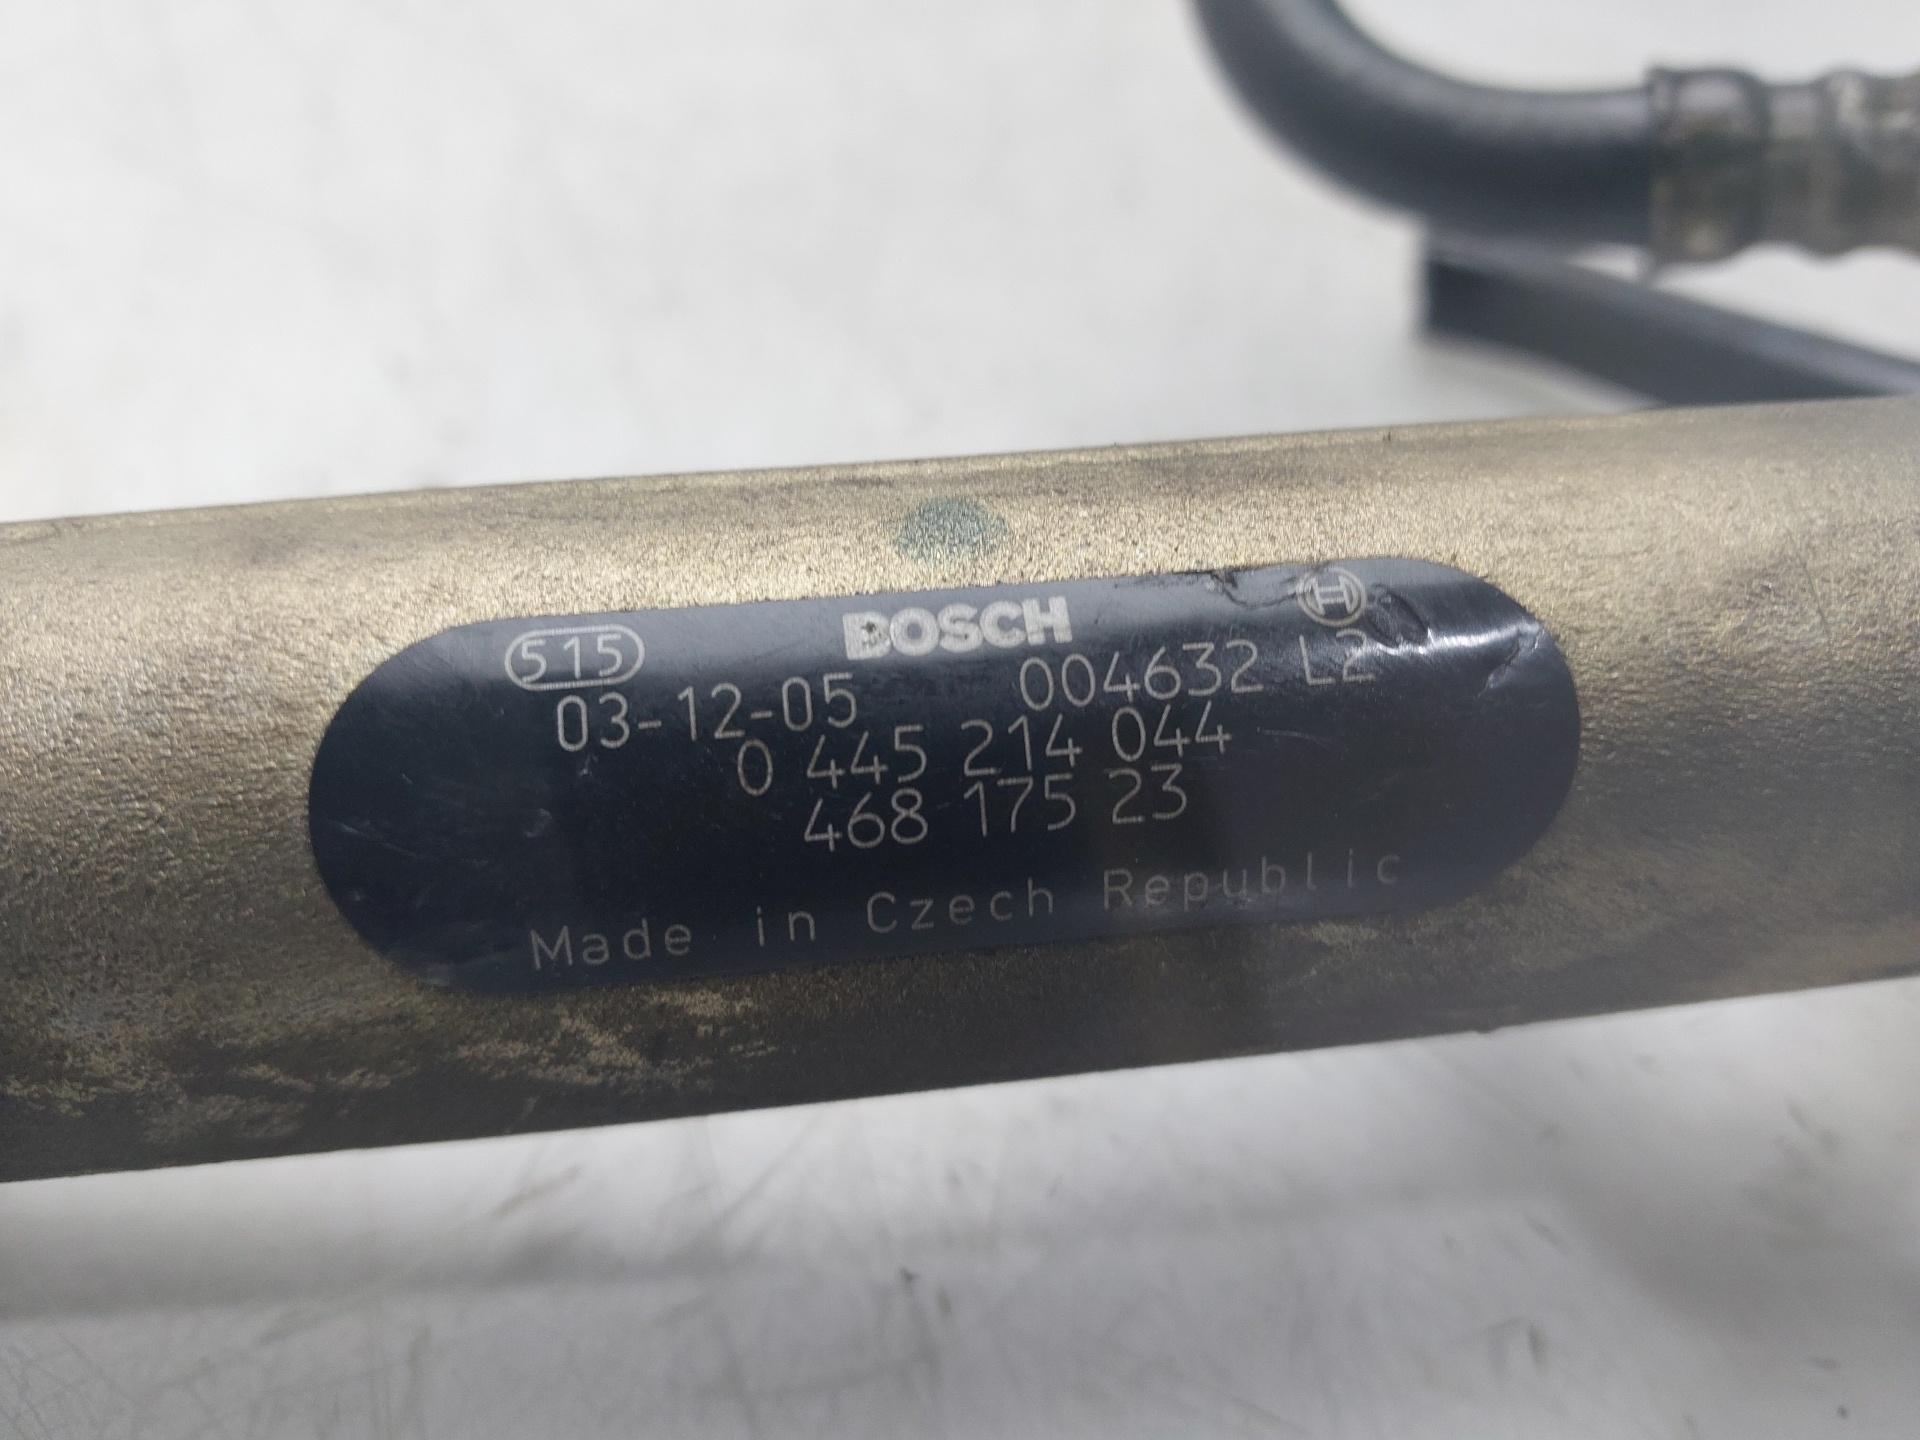 BOSCH
515
03-12-05 004632 L2
0 445 214 044
468 175 23
Made in Czech Republic